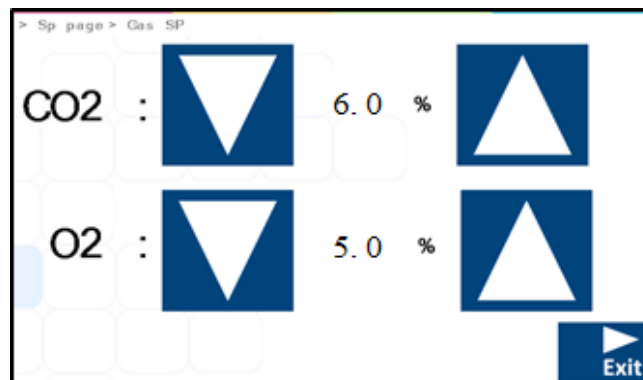 > Sp page > Gas SP
CO2 : 6.0 %
O2 : 5.0 %
Exit